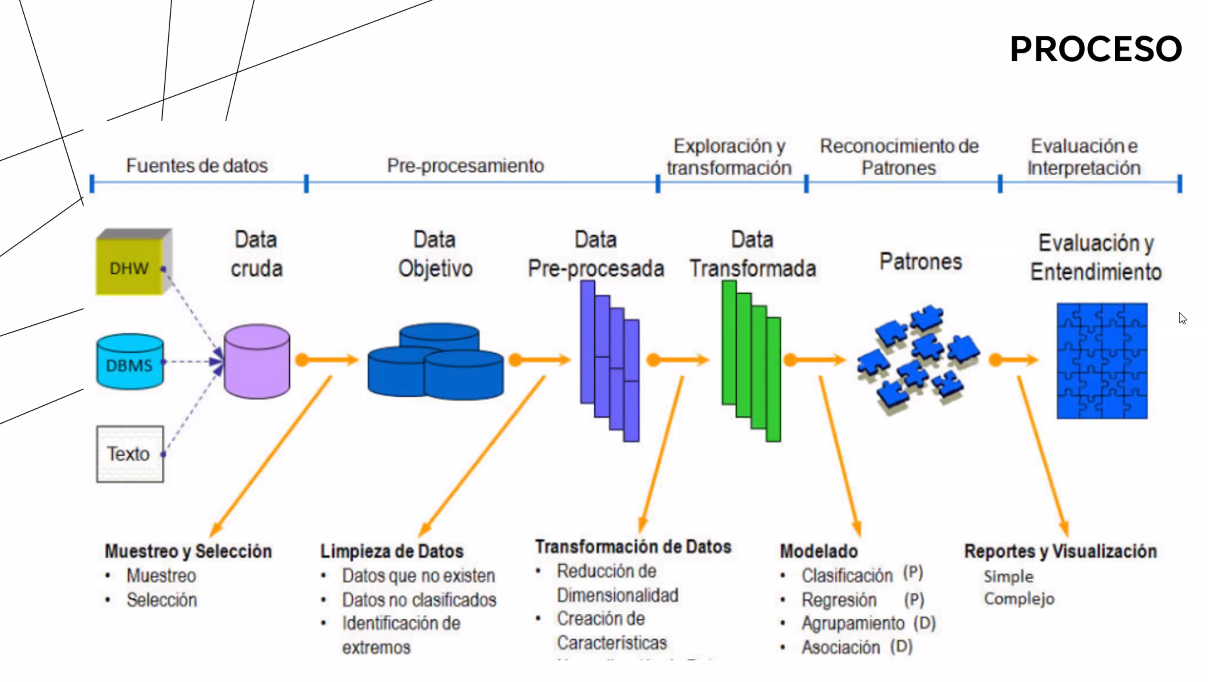 PROCESO
Fuentes de datos
Pre-procesamiento
Exploración y
transformación
Reconocimiento de
Patrones
Evaluación e
Interpretación
DHW
DBMS
Texto
Data
cruda
Data
Objetivo
Data
Pre-procesada
Data
Transformada
Patrones
Evaluación y
Entendimiento
Muestreo y Selección
• Muestreo
• Selección
Limpieza de Datos
• Datos que no existen
• Datos no clasificados
• Identificación de
extremos
Transformación de Datos
• Reducción de
Dimensionalidad
• Creación de
Características
Modelado
• Clasificación (P)
• Regresión (P)
• Agrupamiento (D)
• Asociación (D)
Reportes y Visualización
Simple
Complejo